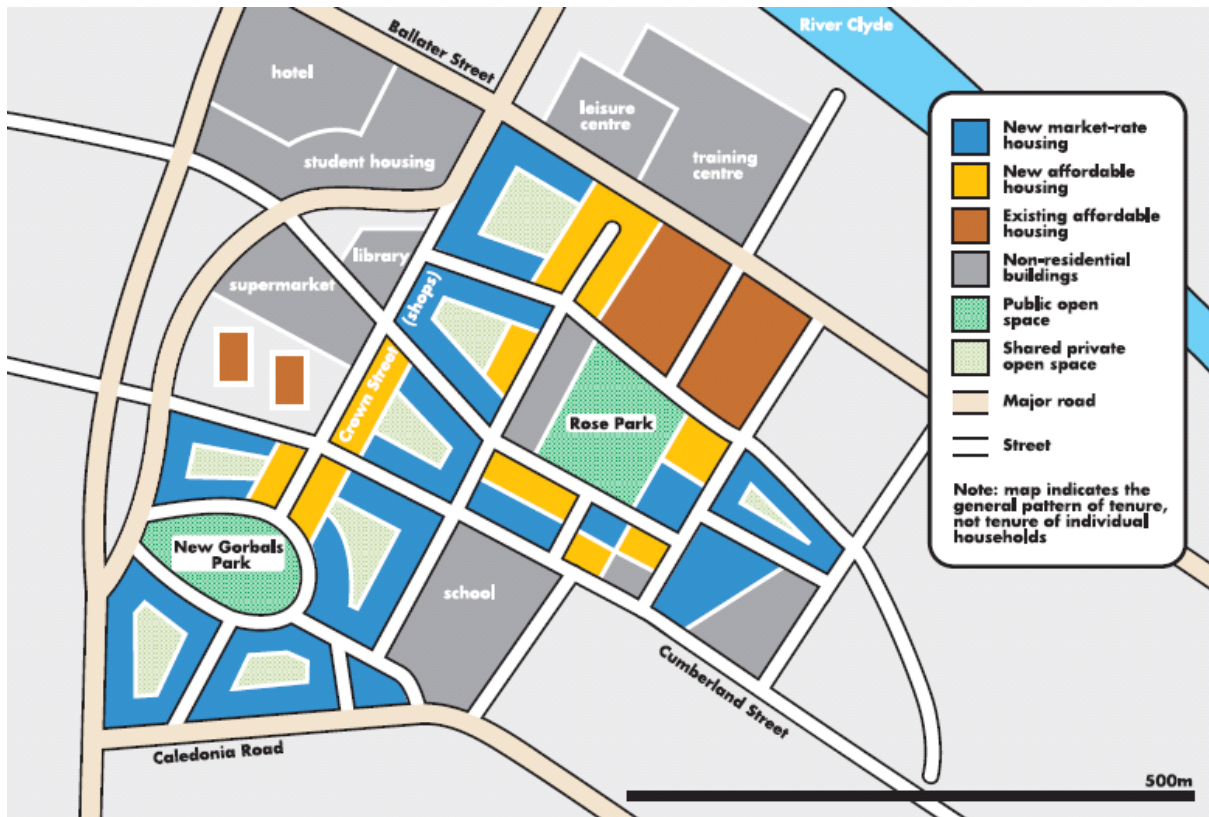 River Clyde
Ballater Street
hotel
leisure
centre
student housing
training
centre
library
supermarket
(shops)
Crown Street
Rose Park
New Gorbals
Park
school
Cumberland Street
Caledonia Road
500m
New market-rate
housing
New affordable
housing
Existing affordable
housing
Non-residential
buildings
Public open
space
Shared private
open space
Major road
Street
Note: map indicates the
general pattern of tenure,
not tenure of individual
households